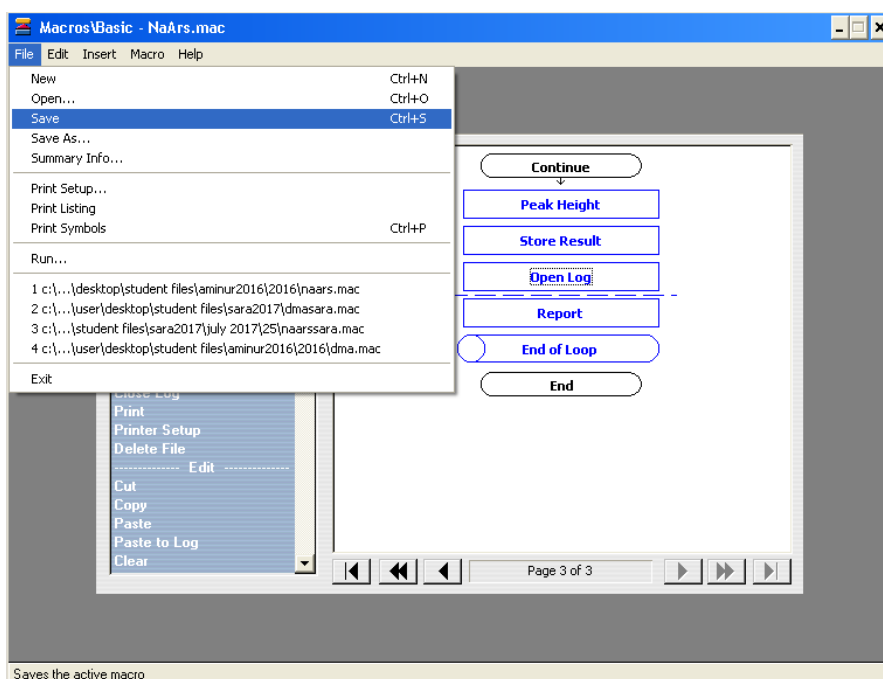 Macros\Basic - NaArs.mac
File Edit Insert Macro Help
New Ctrl+N
Open... Ctrl+O
Save Ctrl+S
Save As...
Summary Info...
Print Setup...
Print Listing
Print Symbols Ctrl+P
Run...
1 c:\...\desktop\student files\aminur2016\2016\naars.mac
2 c:\...\user\desktop\student files\sara2017\dmasara.mac
3 c:\...\student files\sara2017\july 2017\25\naarssara.mac
4 c:\...\user\desktop\student files\aminur2016\2016\dma.mac
Exit
Close Log
Print
Printer Setup
Delete File
-------------- Edit --------------
Cut
Copy
Paste
Paste to Log
Clear
Continue
Peak Height
Store Result
Open Log
Report
End of Loop
End
Page 3 of 3
Saves the active macro